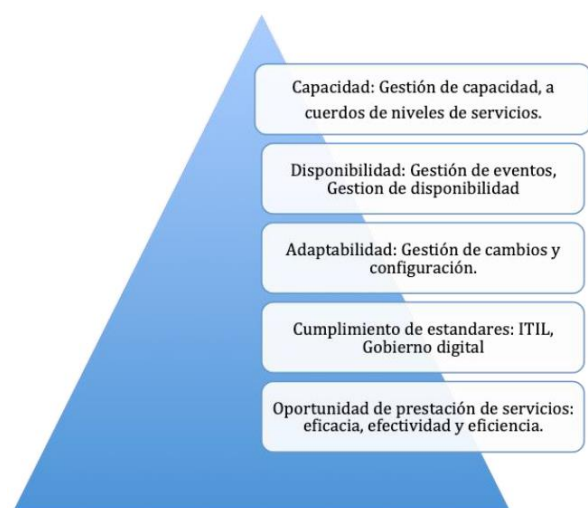 Capacidad: Gestión de capacidad, a
cuerdos de niveles de servicios.
Disponibilidad: Gestión de eventos,
Gestion de disponibilidad
Adaptabilidad: Gestión de cambios y
configuración.
Cumplimiento de estandares: ITIL,
Gobierno digital
Oportunidad de prestación de servicios:
eficacia, efectividad y eficiencia.